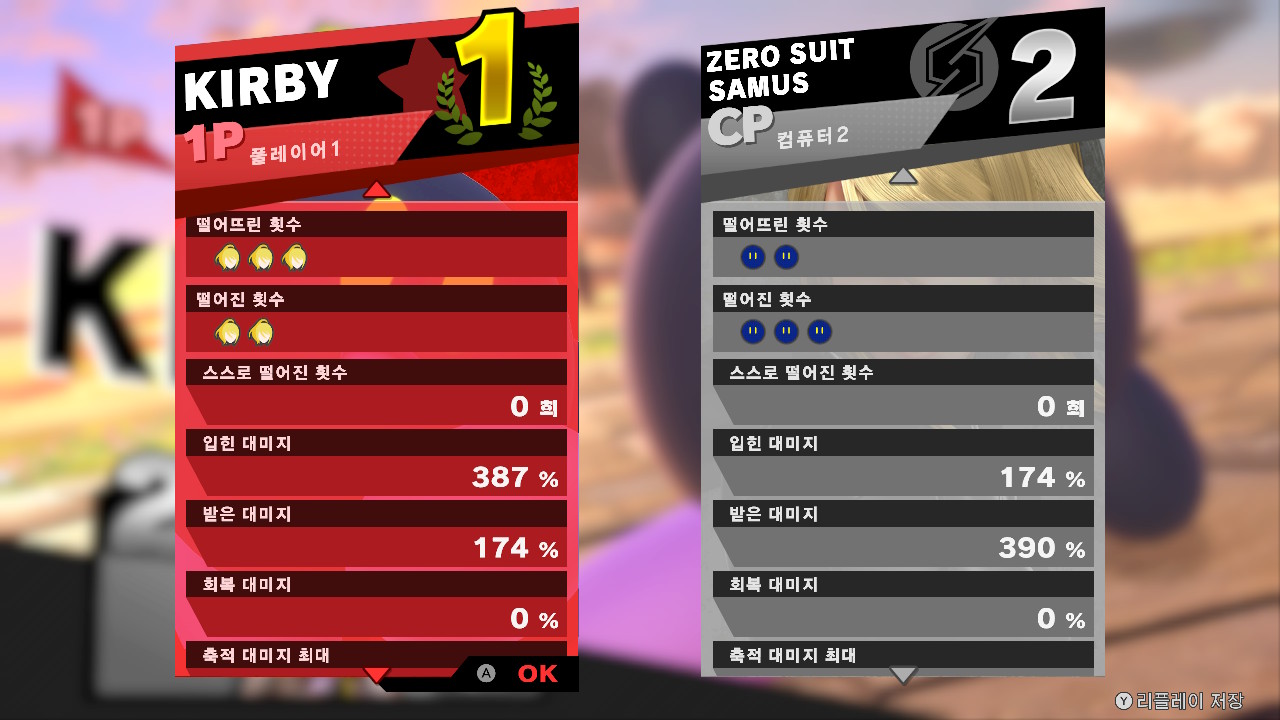 KIRBY
1
1P 플레이어1
떨어뜨린 횟수
떨어진 횟수
스스로 떨어진 횟수
0 회
입힌 대미지
387 %
받은 대미지
174 %
회복 대미지
0 %
축적 대미지 최대
A OK
ZERO SUIT
SAMUS
2
CP 컴퓨터2
떨어뜨린 횟수
떨어진 횟수
스스로 떨어진 횟수
0 회
입힌 대미지
174 %
받은 대미지
390 %
회복 대미지
0 %
축적 대미지 최대
Y 리플레이 저장
1P
K
2